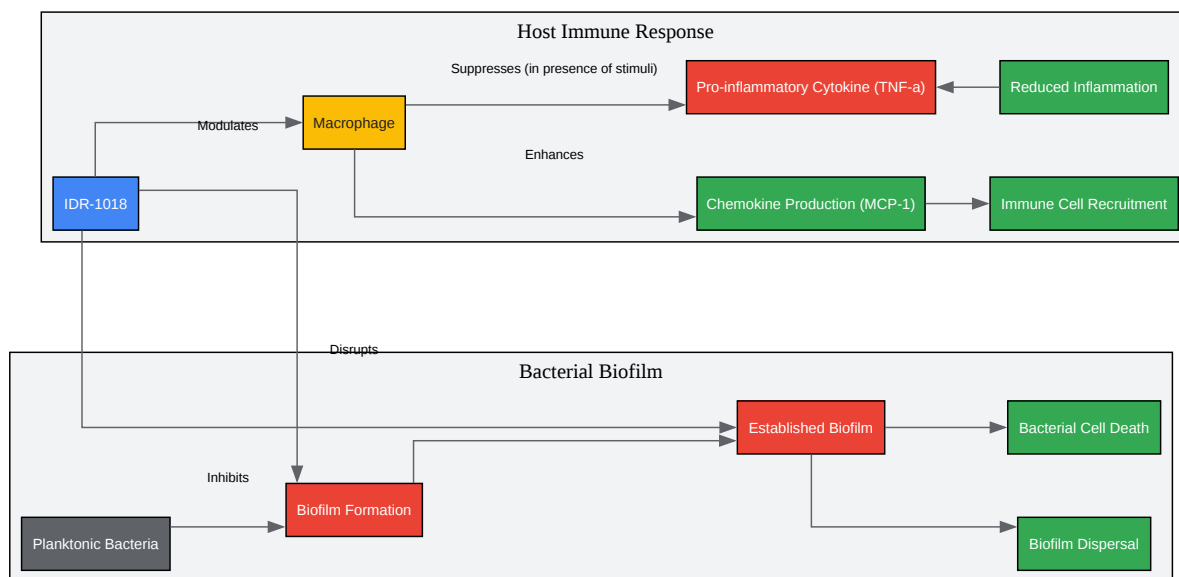 Host Immune Response
Suppresses (in presence of stimuli)
Pro-inflammatory Cytokine (TNF-a)
Reduced Inflammation
Modulates
Macrophage
Enhances
IDR-1018
Chemokine Production (MCP-1)
Immune Cell Recruitment
Disrupts
Bacterial Biofilm
Established Biofilm
Bacterial Cell Death
Inhibits
Biofilm Formation
Planktonic Bacteria
Biofilm Dispersal